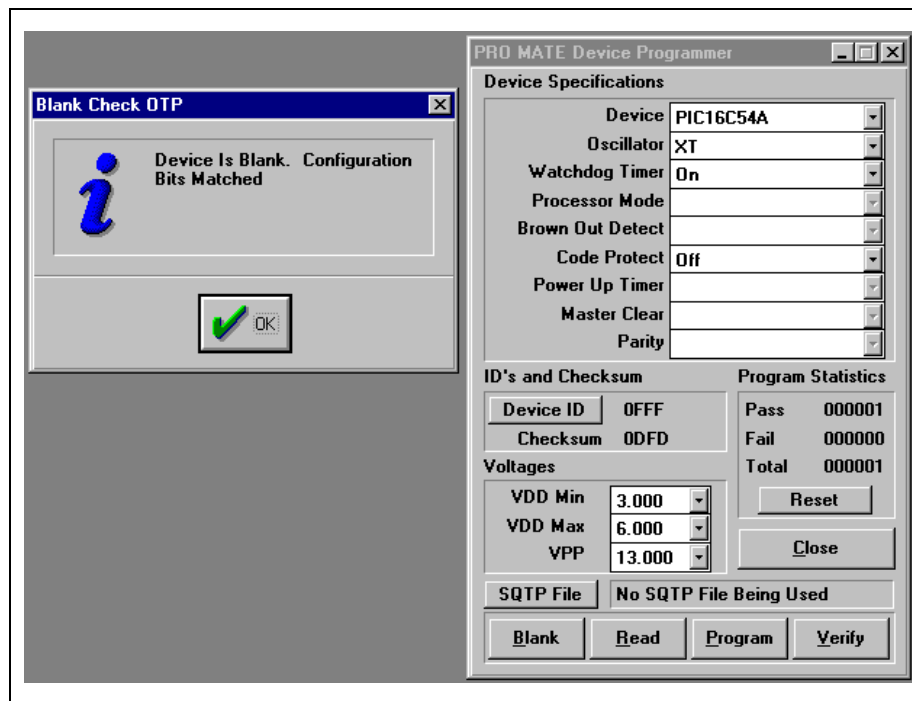 Blank Check OTP
Device Is Blank. Configuration
Bits Matched
OK
PRO MATE Device Programmer
Device Specifications
Device PIC16C54A
Oscillator XT
Watchdog Timer On
Processor Mode
Brown Out Detect
Code Protect Off
Power Up Timer
Master Clear
Parity
ID's and Checksum
Device ID 0FFF
Checksum 0DFD
Program Statistics
Pass 000001
Fail 000000
Total 000001
Reset
Voltages
VDD Min 3.000
VDD Max 6.000
VPP 13.000
Close
SQTP File No SQTP File Being Used
Blank Read Program Verify